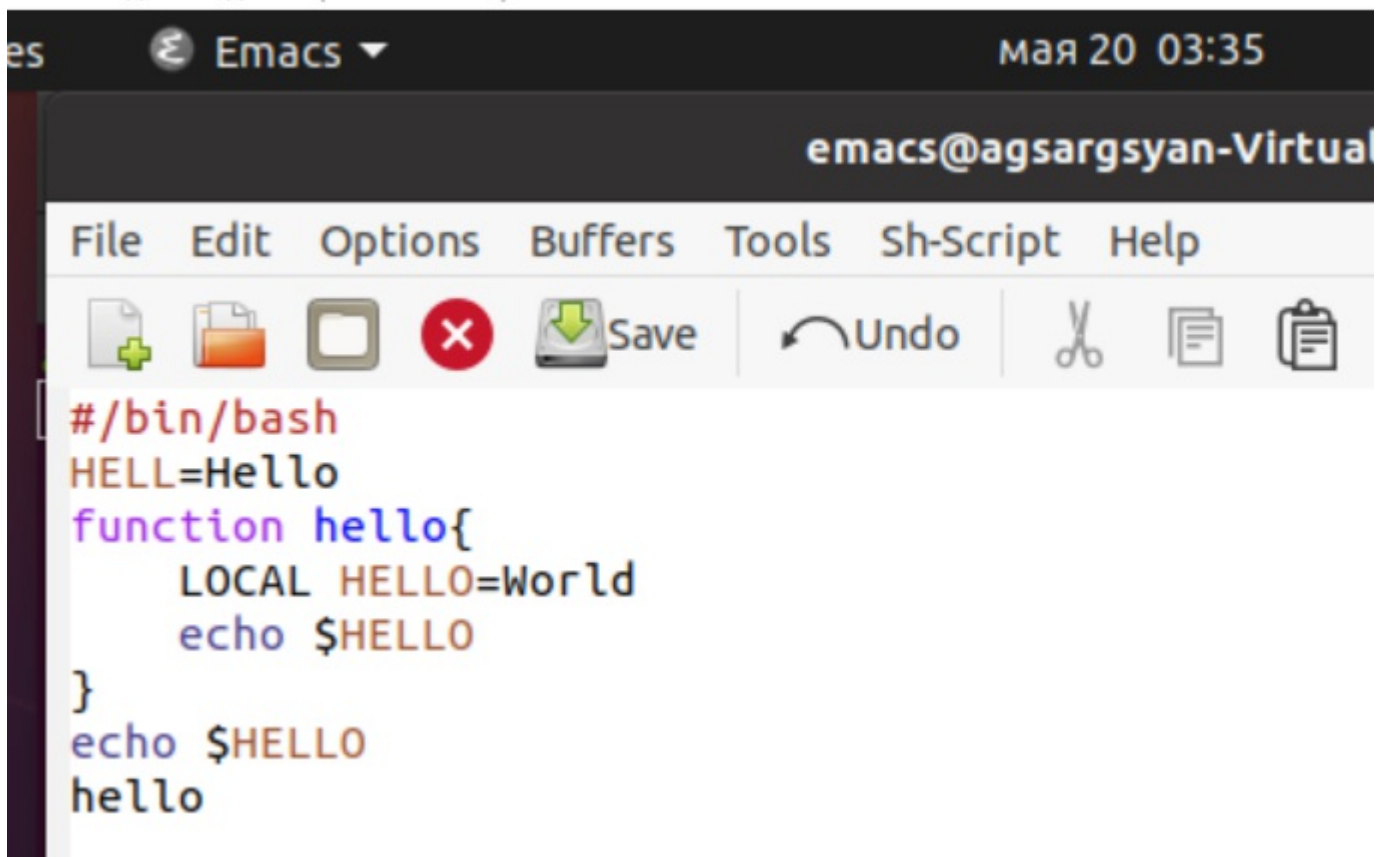 es Emacs мая 20 03:35
emacs@agsargsyan-Virtual
File Edit Options Buffers Tools Sh-Script Help
Save Undo
#/bin/bash
HELL=Hello
function hello{
    LOCAL HELLO=World
    echo $HELLO
}
echo $HELLO
hello